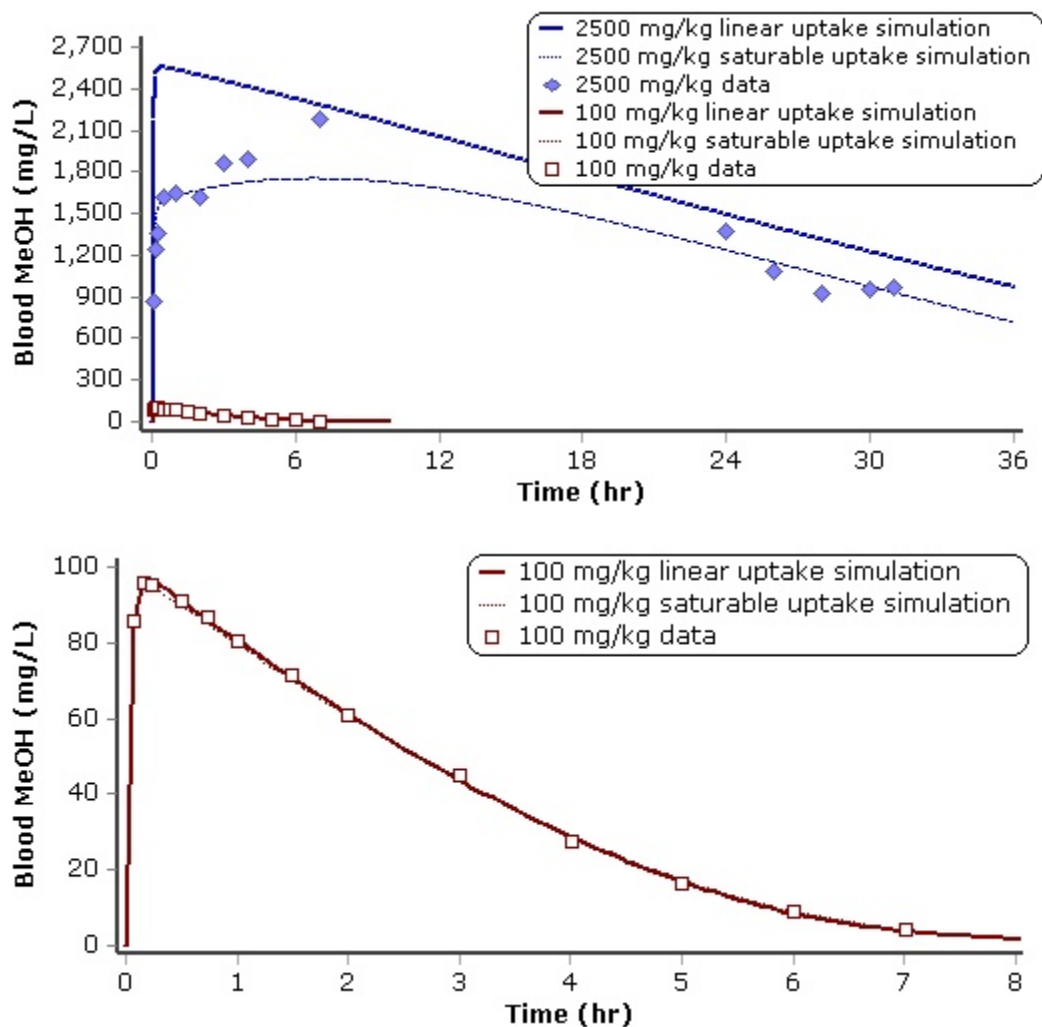 2500 mg/kg linear uptake simulation
2500 mg/kg saturable uptake simulation
2500 mg/kg data
100 mg/kg linear uptake simulation
100 mg/kg saturable uptake simulation
100 mg/kg data
Blood MeOH (mg/L)
2,700
2,400
2,100
1,800
1,500
1,200
900
600
300
0
0 6 12 18 24 30 36
Time (hr)
100 mg/kg linear uptake simulation
100 mg/kg saturable uptake simulation
100 mg/kg data
Blood MeOH (mg/L)
100
80
60
40
20
0
0 1 2 3 4 5 6 7 8
Time (hr)